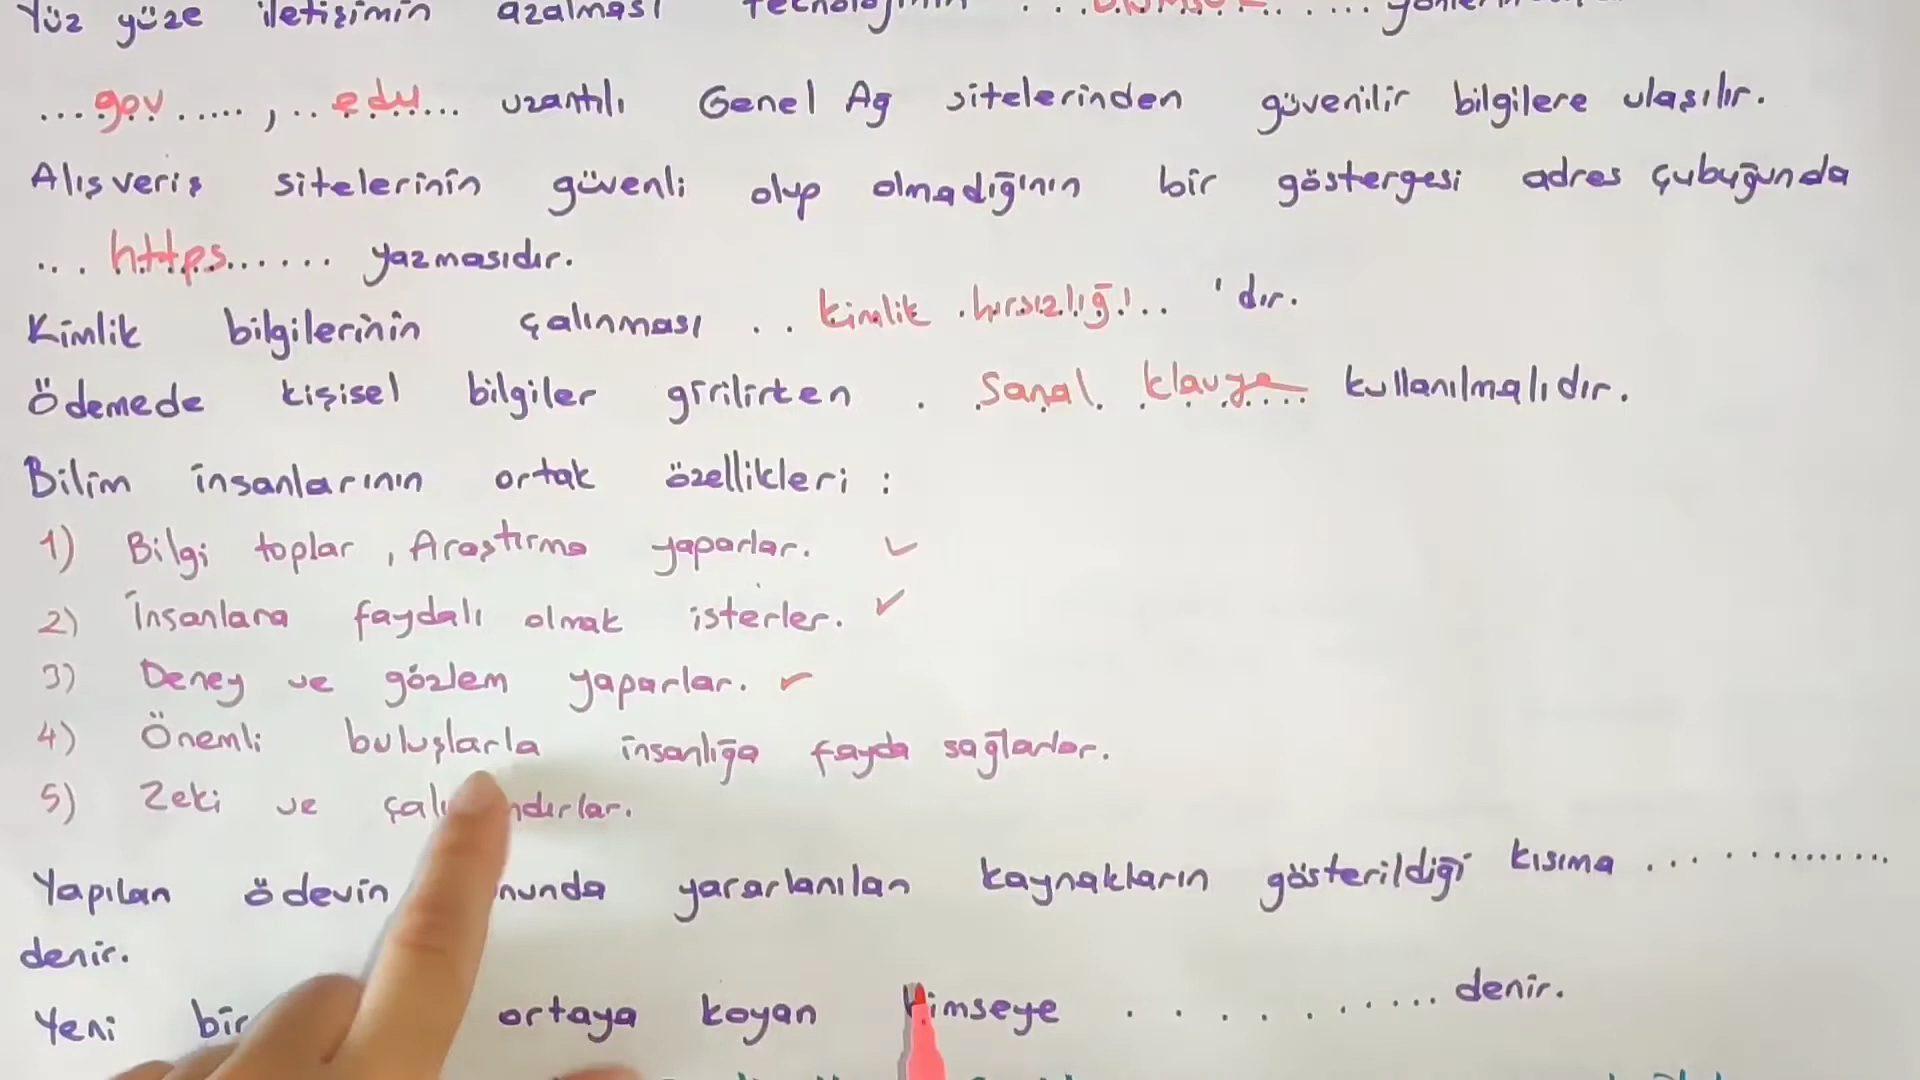 Yüz yüze iletişimin azalması
...gov....., ..edu... uzantılı Genel Ağ sitelerinden güvenilir bilgilere ulaşılır.
Alışveriş sitelerinin güvenli olup olmadığının bir göstergesi adres çubuğunda
... https...... yazmasıdır.
Kimlik bilgilerinin çalınması .. kimlik hırsızlığı.. 'dır.
Ödemede kişisel bilgiler girilirken . Sanal klavye.... kullanılmalıdır.
Bilim insanlarının ortak özellikleri :
1) Bilgi toplar, Araştırma yaparlar. ✓
2) İnsanlara faydalı olmak isterler. ✓
3) Deney ve gözlem yaparlar. ✓
4) Önemli buluşlarla insanlığa fayda sağlarlar.
5) Zeki ve
Yapılan ödevin yararlanılan kaynakların gösterildiği kısıma .............
denir.
Yeni bir ortaya koyan kimseye ........... denir.